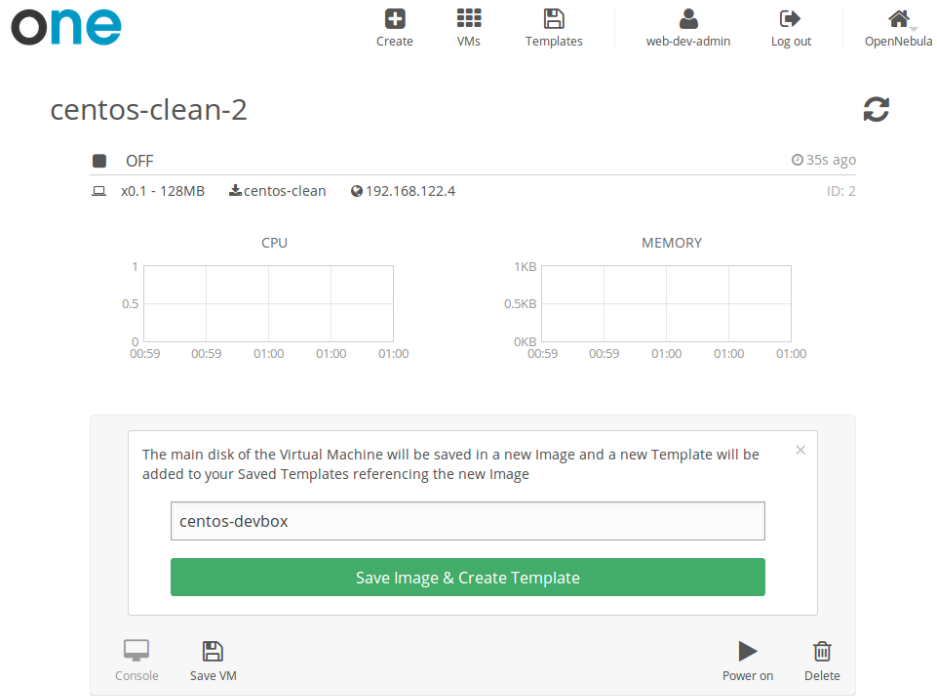 one
Create
VMs
Templates
web-dev-admin
Log out
OpenNebula
centos-clean-2
OFF
35s ago
x0.1 - 128MB
centos-clean
192.168.122.4
ID: 2
CPU
1
0.5
0
00:59 00:59 01:00 01:00 01:00
MEMORY
1KB
0.5KB
0KB
00:59 00:59 01:00 01:00 01:00
The main disk of the Virtual Machine will be saved in a new Image and a new Template will be
added to your Saved Templates referencing the new Image
centos-devbox
Save Image & Create Template
Console
Save VM
Power on
Delete